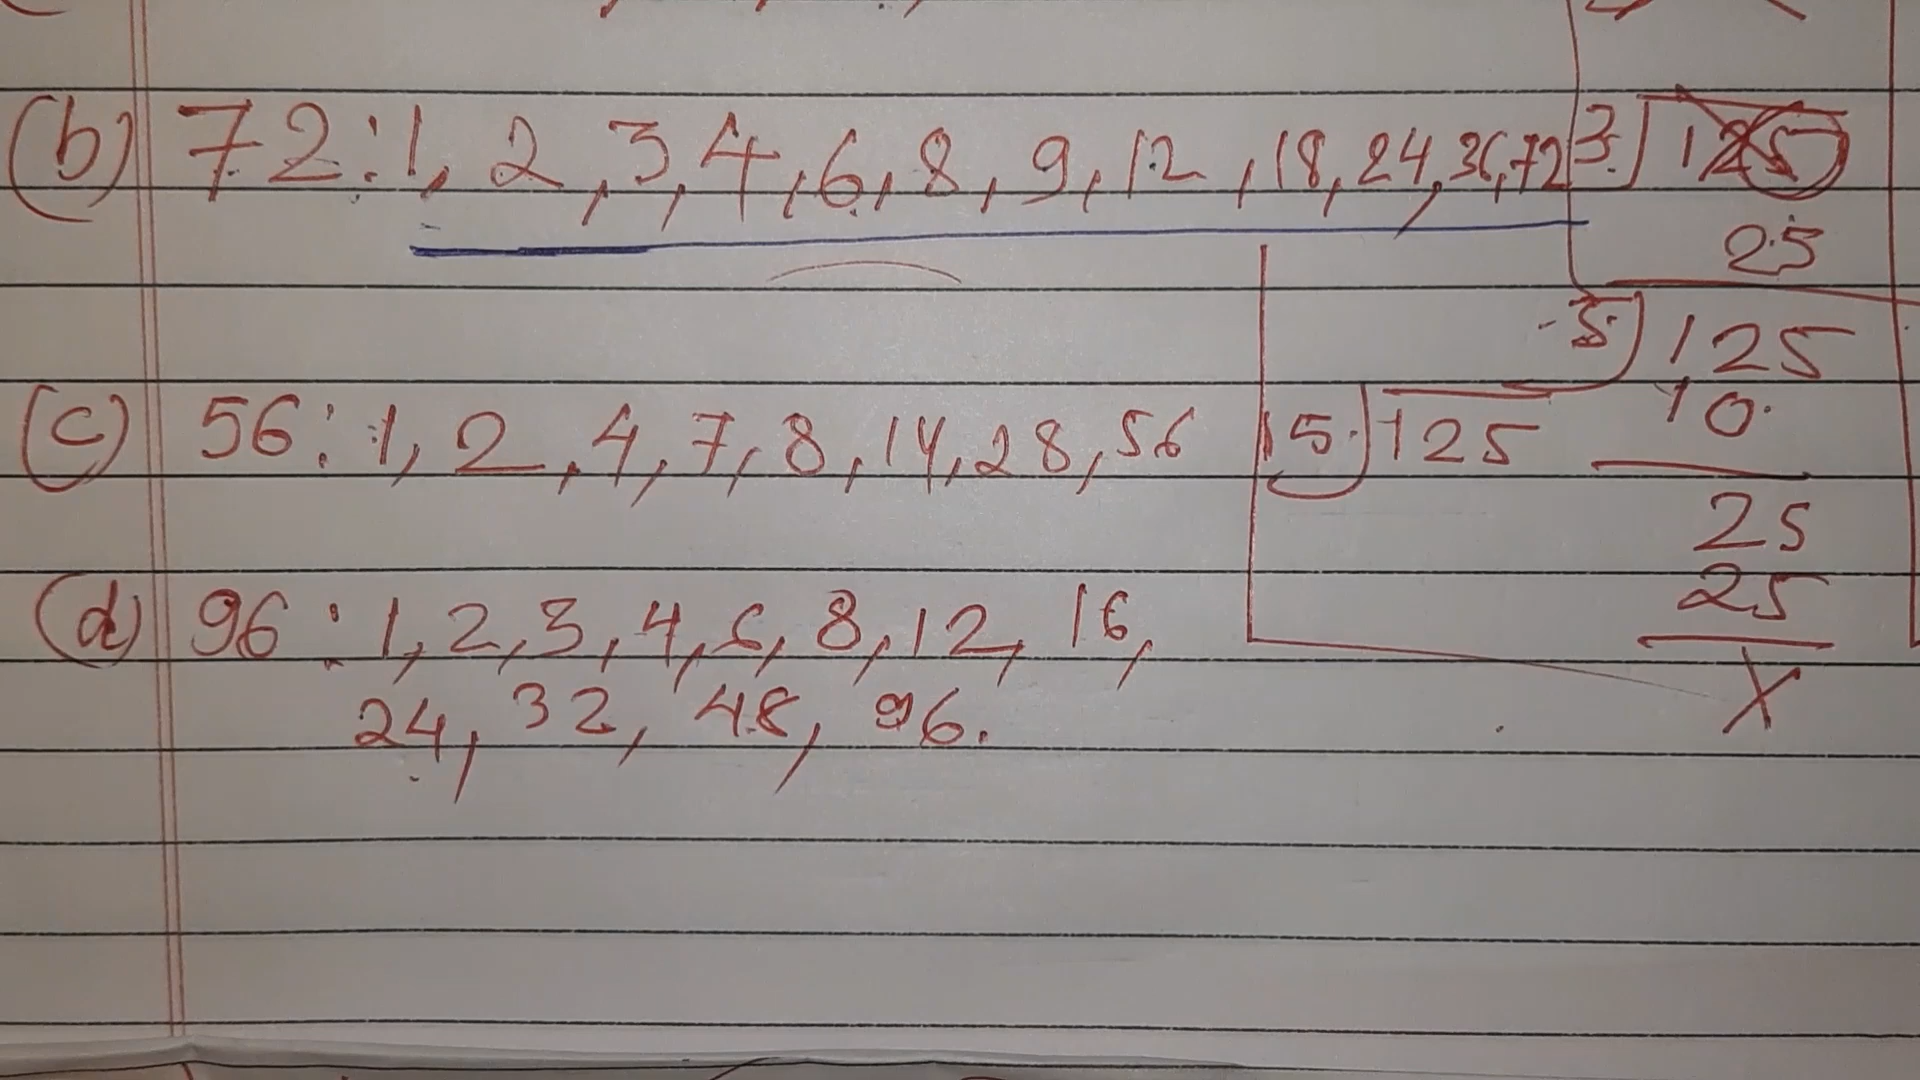 (b) 72 : 1, 2, 3, 4, 6, 8, 9, 12, 18, 24, 36, 72
(c) 56 : 1, 2, 4, 7, 8, 14, 28, 56
(d) 96 : 1, 2, 3, 4, 6, 8, 12, 16,
24, 32, 48, 96.
3) 125
25
5) 125
10
25
25
X
15) 125